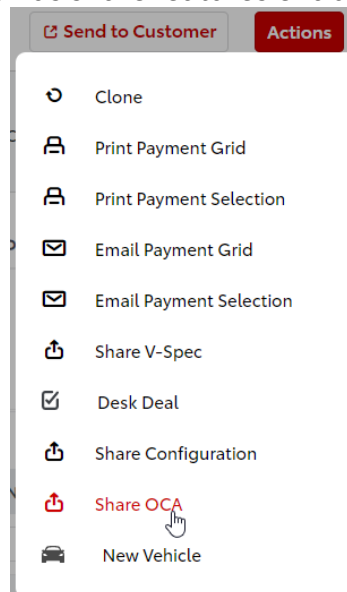 Send to Customer
Actions
Clone
Print Payment Grid
Print Payment Selection
Email Payment Grid
Email Payment Selection
Share V-Spec
Desk Deal
Share Configuration
Share OCA
New Vehicle